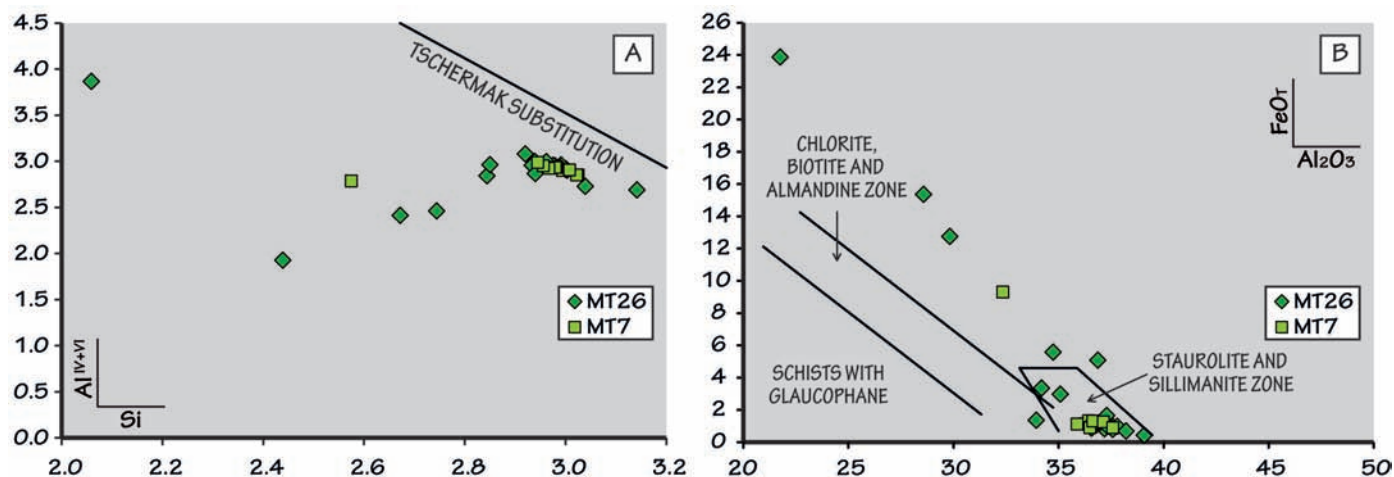 A
4.5
4.0
3.5
3.0
2.5
2.0
1.5
1.0
0.5
0.0
TSCHERMAK SUBSTITUTION
MT26
MT7
Al IV+VI
Si
2.0 2.2 2.4 2.6 2.8 3.0 3.2
B
26
24
22
20
18
16
14
12
10
8
6
4
2
0
FeOT
Al2O3
CHLORITE,
BIOTITE AND
ALMANDINE ZONE
MT26
MT7
SCHISTS WITH
GLAUCOPHANE
STAUROLITE AND
SILLIMANITE ZONE
20 25 30 35 40 45 50